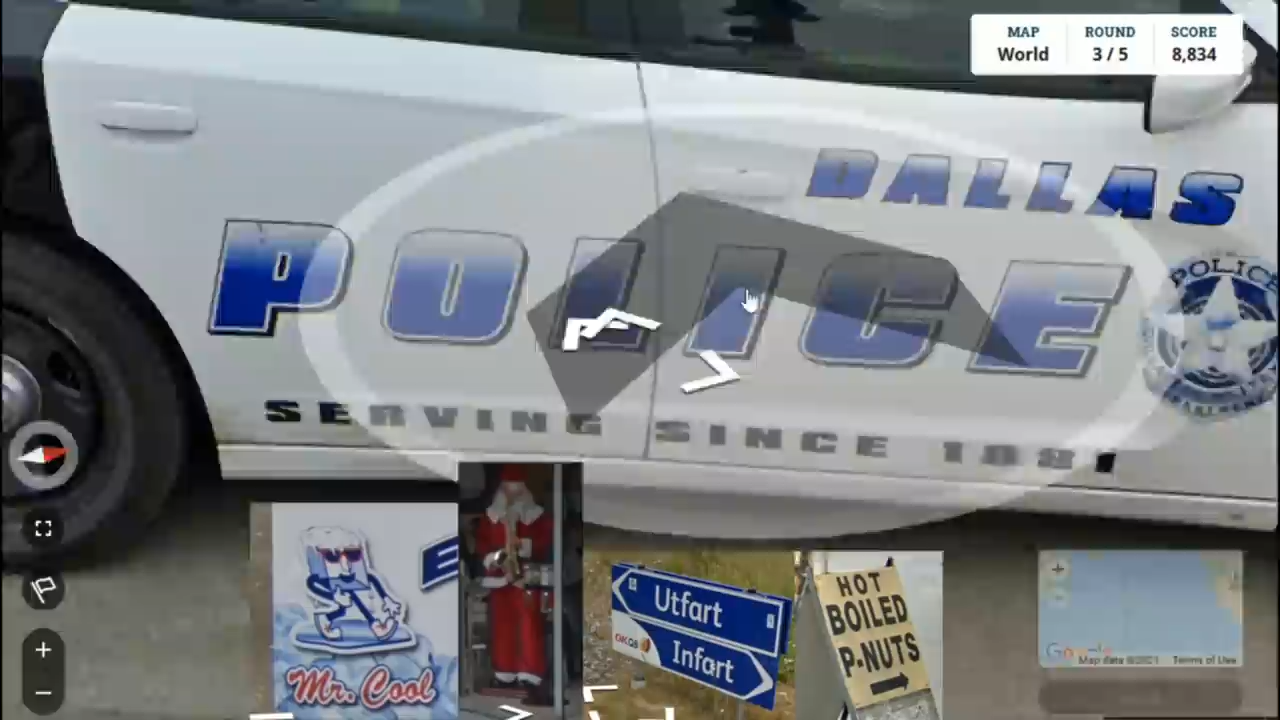 MAP
World
ROUND
3 / 5
SCORE
8,834
DALLAS
POLICE
SERVING SINCE 188
POLICE
Mr. Cool
Utfart
Infart
OKQ8
HOT
BOILED
P-NUTS
Google
Map data ©2021 Terms of Use